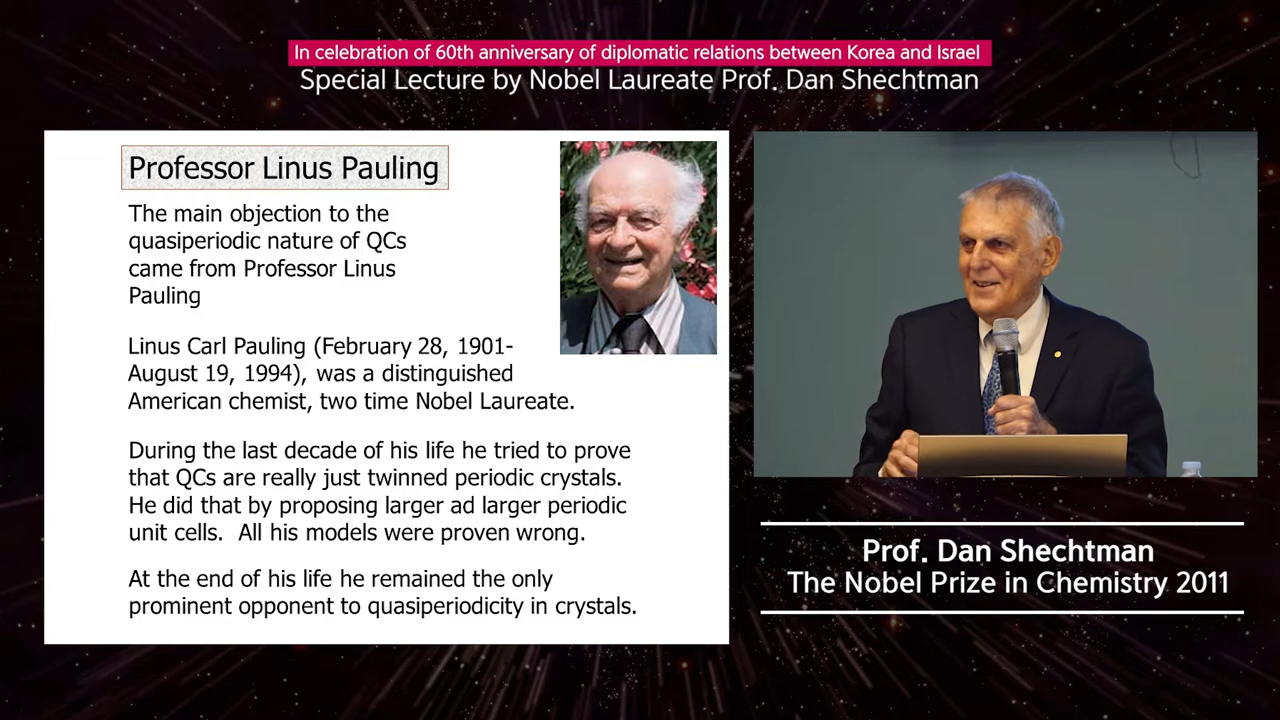 In celebration of 60th anniversary of diplomatic relations between Korea and Israel
Special Lecture by Nobel Laureate Prof. Dan Shechtman
Professor Linus Pauling
The main objection to the
quasiperiodic nature of QCs
came from Professor Linus
Pauling
Linus Carl Pauling (February 28, 1901-
August 19, 1994), was a distinguished
American chemist, two time Nobel Laureate.
During the last decade of his life he tried to prove
that QCs are really just twinned periodic crystals.
He did that by proposing larger ad larger periodic
unit cells.  All his models were proven wrong.
At the end of his life he remained the only
prominent opponent to quasiperiodicity in crystals.
Prof. Dan Shechtman
The Nobel Prize in Chemistry 2011